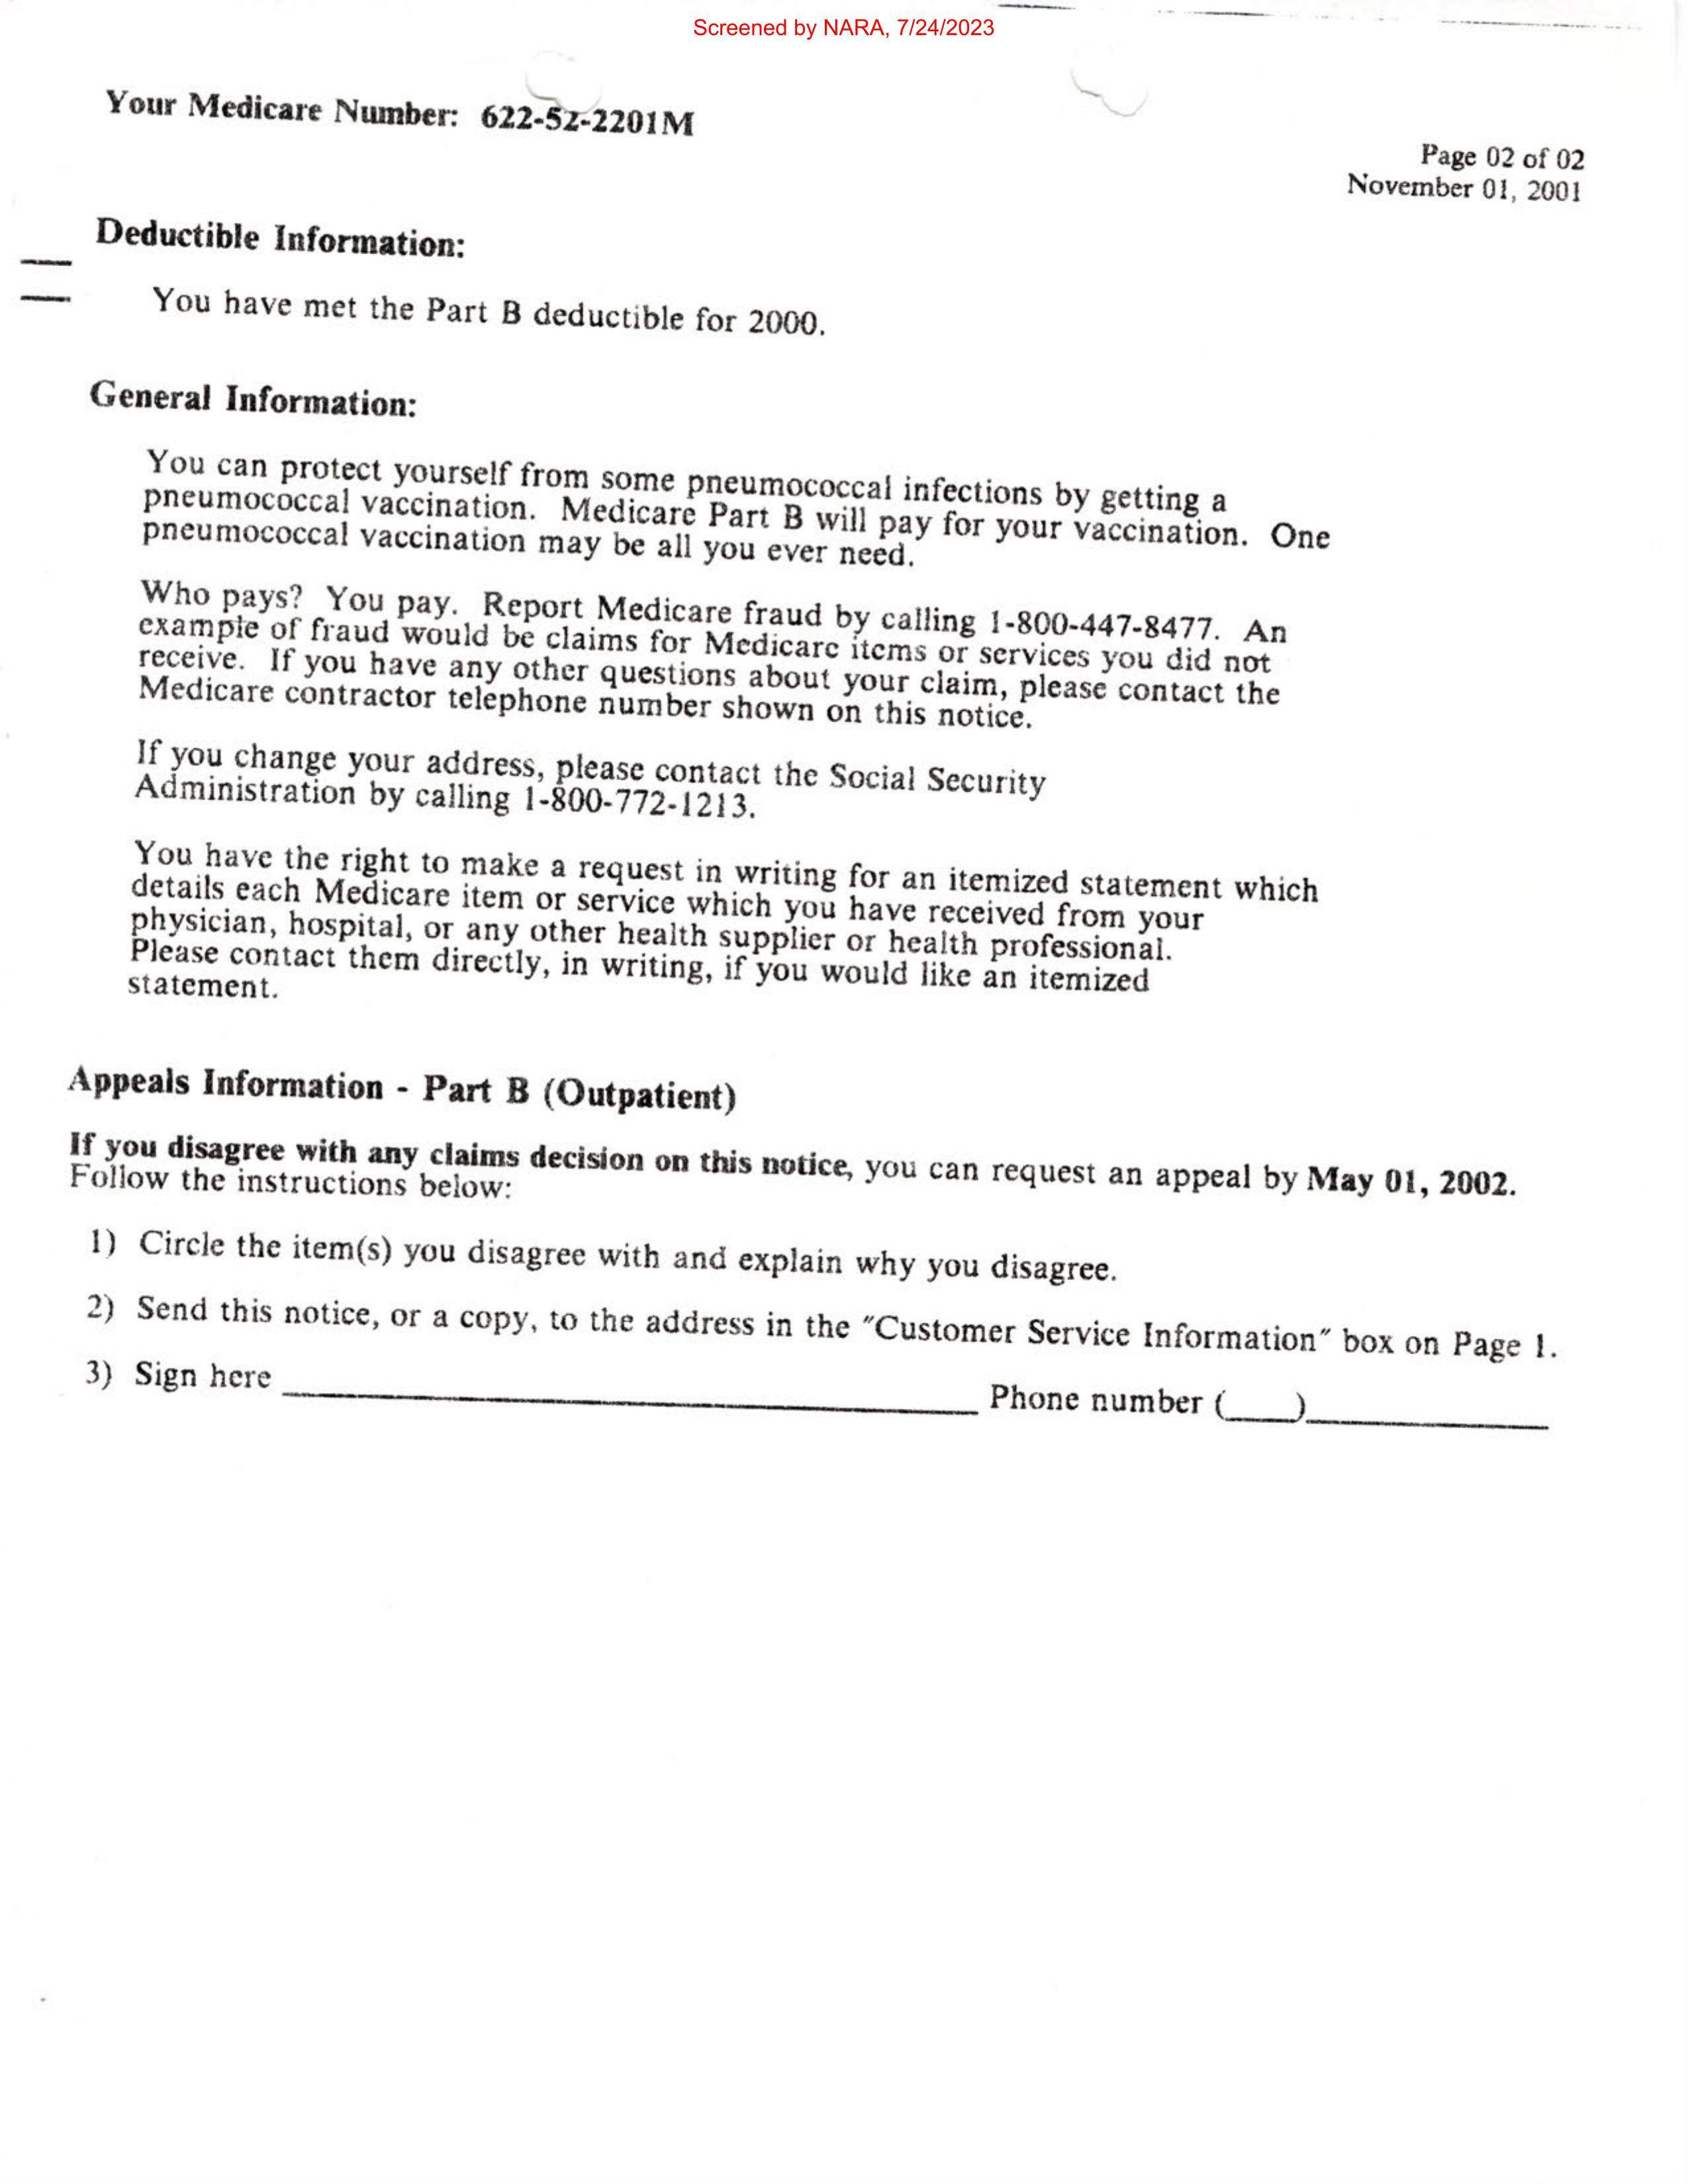 Screened by NARA, 7/24/2023
Your Medicare Number: 622-52-2201M
Page 02 of 02
November 01, 2001
Deductible Information:
You have met the Part B deductible for 2000.
General Information:
You can protect yourself from some pneumococcal infections by getting a
pneumococcal vaccination. Medicare Part B will pay for your vaccination. One
pneumococcal vaccination may be all you ever need.
Who pays? You pay. Report Medicare fraud by calling 1-800-447-8477. An
example of fraud would be claims for Medicare items or services you did not
receive. If you have any other questions about your claim, please contact the
Medicare contractor telephone number shown on this notice.
If you change your address, please contact the Social Security
Administration by calling 1-800-772-1213.
You have the right to make a request in writing for an itemized statement which
details each Medicare item or service which you have received from your
physician, hospital, or any other health supplier or health professional.
Please contact them directly, in writing, if you would like an itemized
statement.
Appeals Information - Part B (Outpatient)
If you disagree with any claims decision on this notice, you can request an appeal by May 01, 2002.
Follow the instructions below:
1) Circle the item(s) you disagree with and explain why you disagree.
2) Send this notice, or a copy, to the address in the "Customer Service Information" box on Page 1.
3) Sign here ____________________ Phone number (____)____________